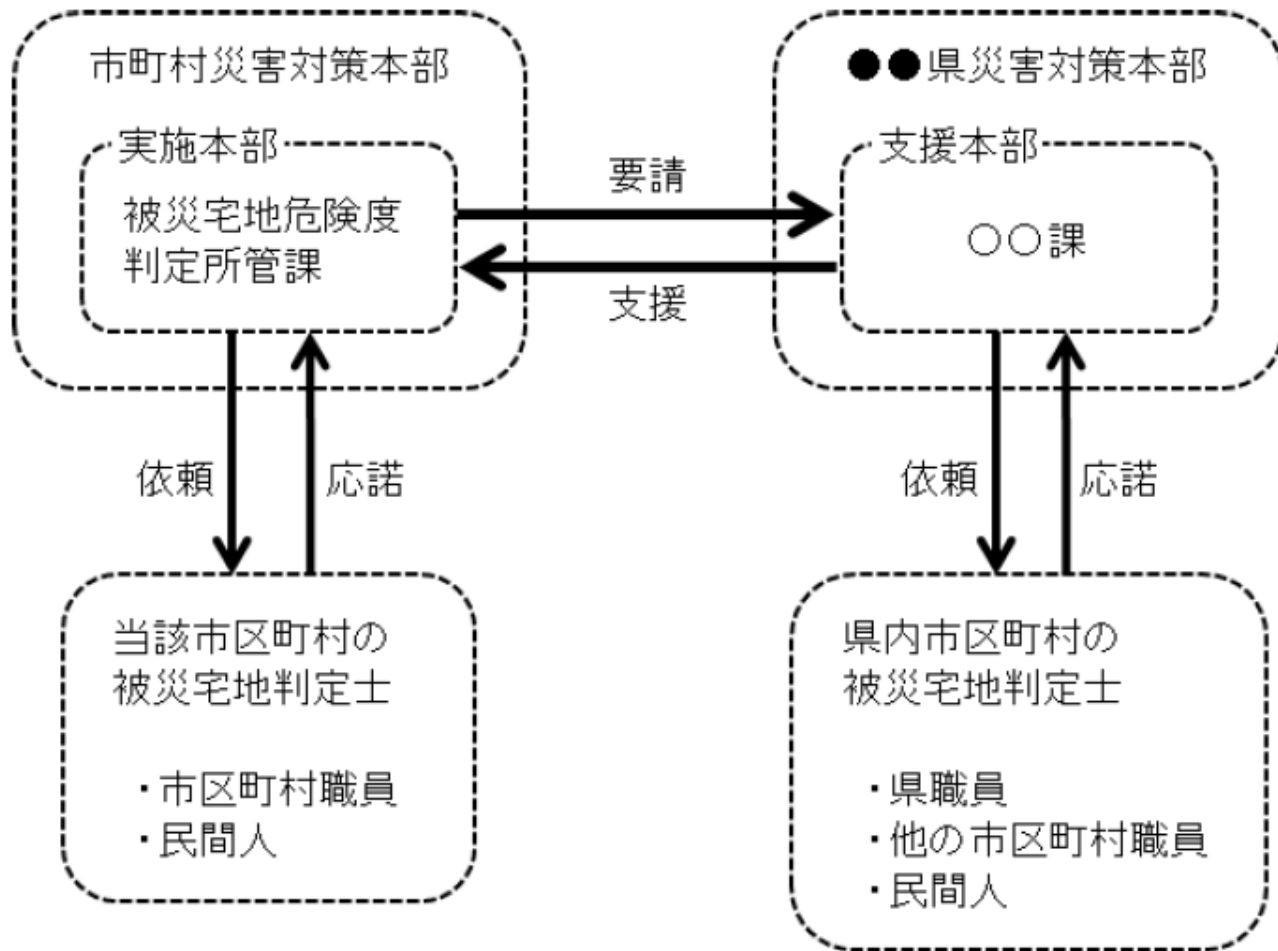 市町村災害対策本部
実施本部
被災宅地危険度
判定所管課
●●県災害対策本部
支援本部
○○課
要請
支援
依頼
応諾
依頼
応諾
当該市区町村の
被災宅地判定士
・市区町村職員
・民間人
県内市区町村の
被災宅地判定士
・県職員
・他の市区町村職員
・民間人